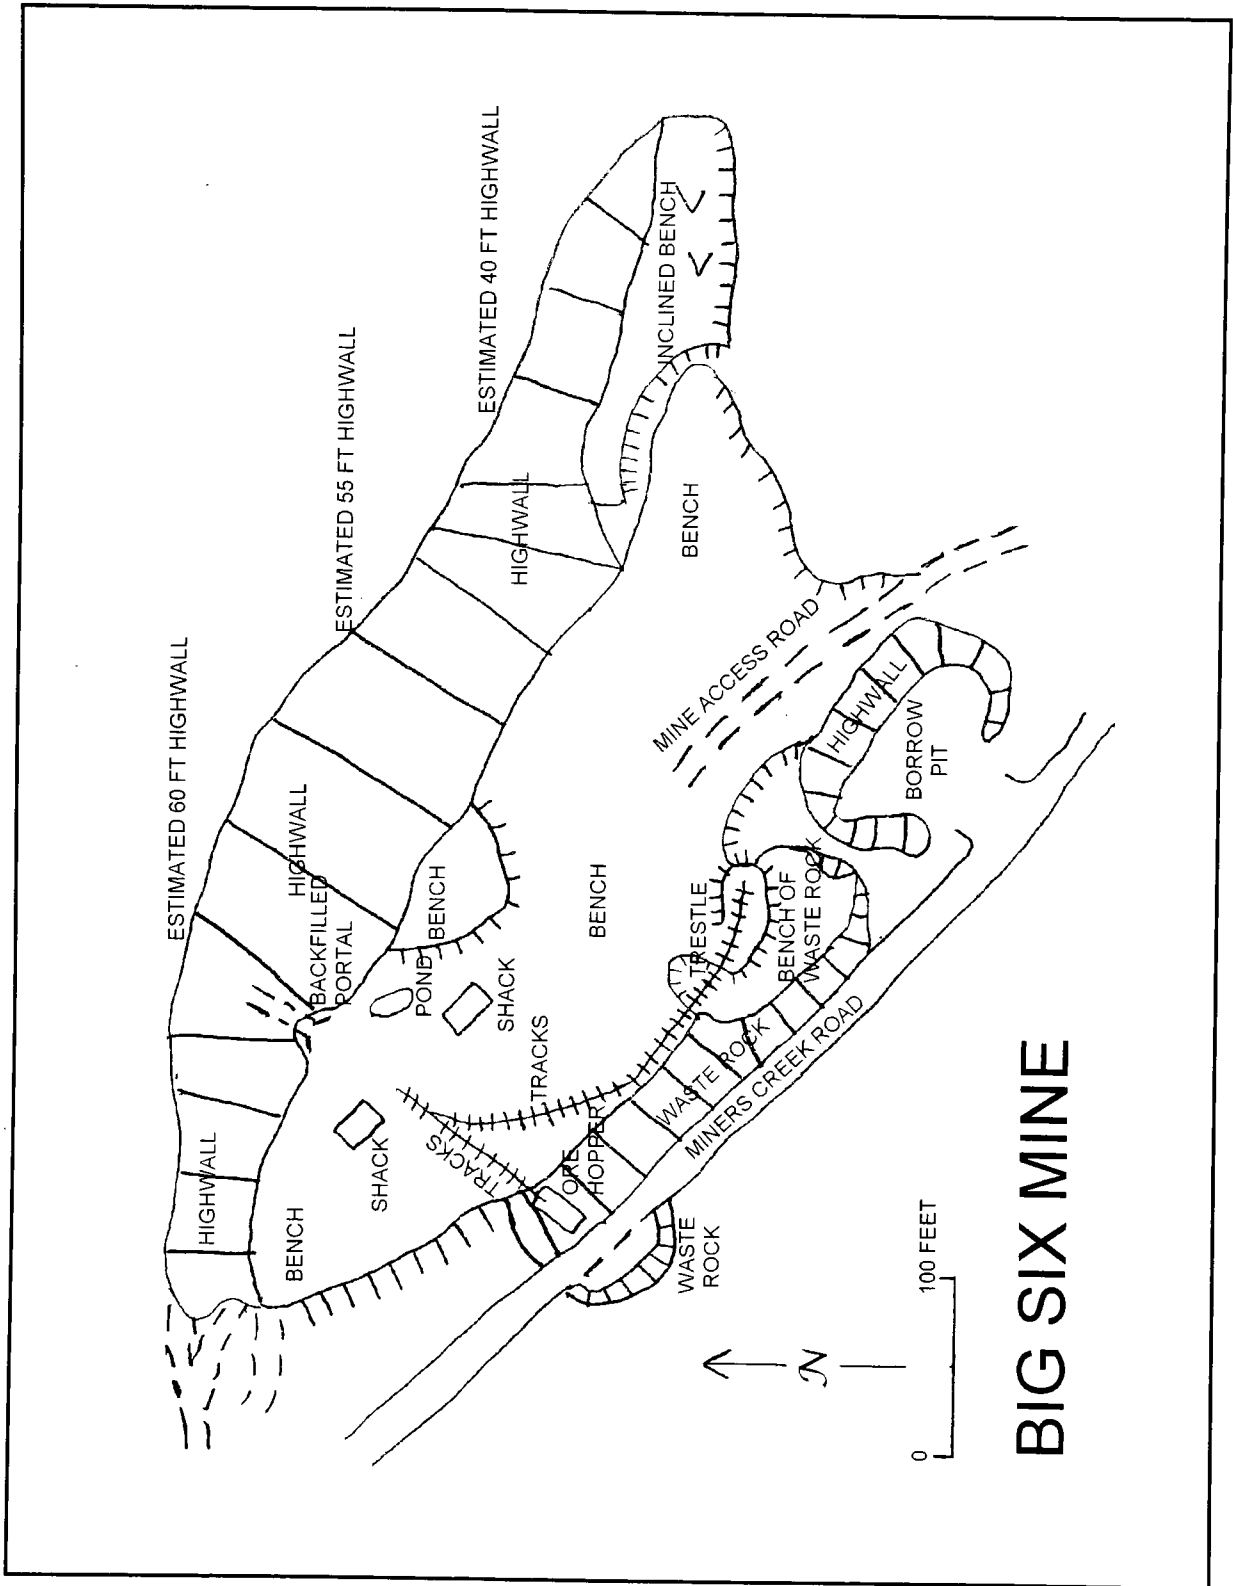 ESTIMATED 60 FT HIGHWALL
ESTIMATED 55 FT HIGHWALL
ESTIMATED 40 FT HIGHWALL
HIGHWALL
HIGHWALL
HIGHWALL
BACKFILLED
PORTAL
BENCH
BENCH
POND
SHACK
SHACK
TRACKS
TRACKS
BENCH
BENCH
INCLINED BENCH
ORE
HOPPER
TRESTLE
BENCH OF
WASTE ROCK
WASTE ROCK
WASTE
ROCK
MINE ACCESS ROAD
HIGHWALL
BORROW
PIT
MINERS CREEK ROAD
N
0
100 FEET
BIG SIX MINE